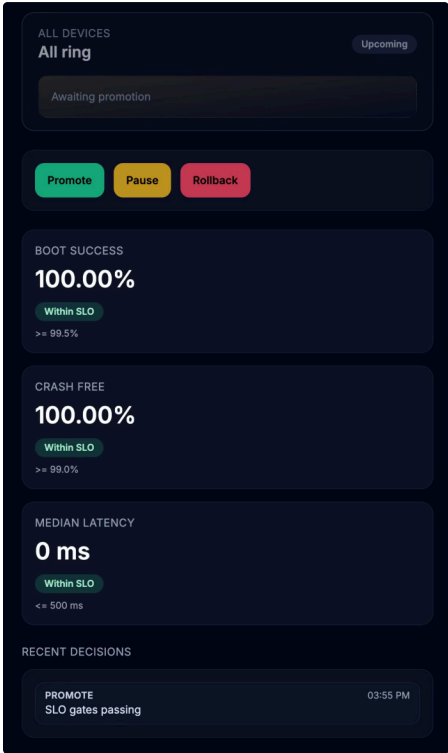 ALL DEVICES
All ring
Upcoming
Awaiting promotion
Promote
Pause
Rollback
BOOT SUCCESS
100.00%
Within SLO
>= 99.5%
CRASH FREE
100.00%
Within SLO
>= 99.0%
MEDIAN LATENCY
0 ms
Within SLO
<= 500 ms
RECENT DECISIONS
PROMOTE
03:55 PM
SLO gates passing